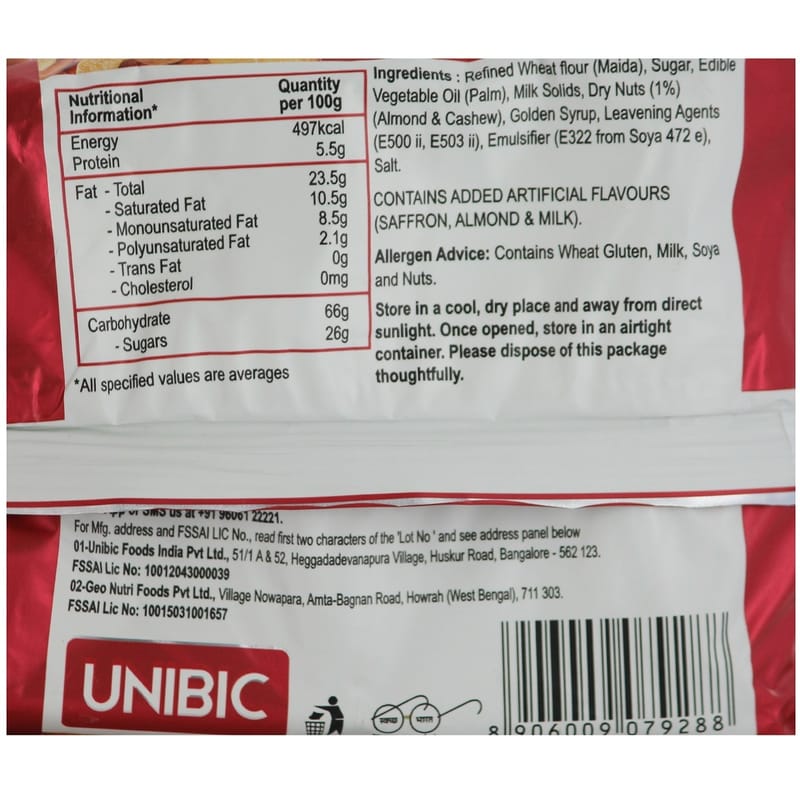 Nutritional Information*
Quantity per 100g
Energy 497kcal
Protein 5.5g
Fat - Total 23.5g
- Saturated Fat 10.5g
- Monounsaturated Fat 8.5g
- Polyunsaturated Fat 2.1g
- Trans Fat 0g
- Cholesterol 0mg
Carbohydrate 66g
- Sugars 26g
*All specified values are averages
Ingredients : Refined Wheat flour (Maida), Sugar, Edible
Vegetable Oil (Palm), Milk Solids, Dry Nuts (1%)
(Almond & Cashew), Golden Syrup, Leavening Agents
(E500 ii, E503 ii), Emulsifier (E322 from Soya 472 e),
Salt.
CONTAINS ADDED ARTIFICIAL FLAVOURS
(SAFFRON, ALMOND & MILK).
Allergen Advice: Contains Wheat Gluten, Milk, Soya
and Nuts.
Store in a cool, dry place and away from direct
sunlight. Once opened, store in an airtight
container. Please dispose of this package
thoughtfully.
or SMS us at +91 96061 22221.
For Mfg. address and FSSAI LIC No., read first two characters of the 'Lot No ' and see address panel below
01-Unibic Foods India Pvt Ltd., 51/1 A & 52, Heggadadevanapura Village, Huskur Road, Bangalore - 562 123.
FSSAI Lic No: 10012043000039
02-Geo Nutri Foods Pvt Ltd., Village Nowapara, Amta-Bagnan Road, Howrah (West Bengal), 711 303.
FSSAI Lic No: 10015031001657
UNIBIC
स्वच्छ भारत
8 906009 079288